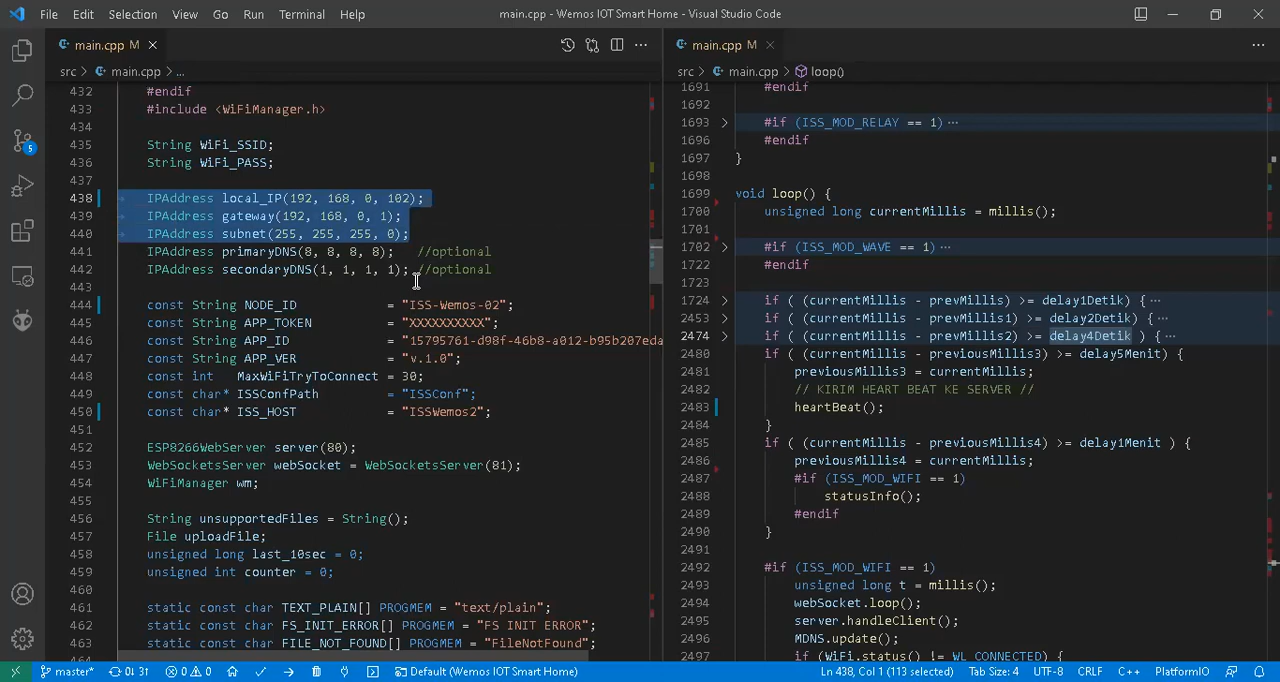 File Edit Selection View Go Run Terminal Help main.cpp - Wemos IOT Smart Home - Visual Studio Code
main.cpp M
src > main.cpp > ...
432 #endif
433 #include <WiFiManager.h>
434
435 String WiFi_SSID;
436 String WiFi_PASS;
437
438 IPAddress local_IP(192, 168, 0, 102);
439 IPAddress gateway(192, 168, 0, 1);
440 IPAddress subnet(255, 255, 255, 0);
441 IPAddress primaryDNS(8, 8, 8, 8); //optional
442 IPAddress secondaryDNS(1, 1, 1, 1); //optional
443
444 const String NODE_ID = "ISS-Wemos-02";
445 const String APP_TOKEN = "XXXXXXXXXX";
446 const String APP_ID = "15795761-d98f-46b8-a012-b95b207eda
447 const String APP_VER = "v.1.0";
448 const int MaxWiFiTryToConnect = 30;
449 const char* ISSConfPath = "ISSConf";
450 const char* ISS_HOST = "ISSWemos2";
451
452 ESP8266WebServer server(80);
453 WebSocketsServer webSocket = WebSocketsServer(81);
454 WiFiManager wm;
455
456 String unsupportedFiles = String();
457 File uploadFile;
458 unsigned long last_10sec = 0;
459 unsigned int counter = 0;
460
461 static const char TEXT_PLAIN[] PROGMEM = "text/plain";
462 static const char FS_INIT_ERROR[] PROGMEM = "FS INIT ERROR";
463 static const char FILE_NOT_FOUND[] PROGMEM = "FileNotFound";
main.cpp M
src > main.cpp > loop()
1691 #endif
1692
1693 #if (ISS_MOD_RELAY == 1) ...
1696 #endif
1697 }
1698
1699 void loop() {
1700 unsigned long currentMillis = millis();
1701
1702 #if (ISS_MOD_WAVE == 1) ...
1722 #endif
1723
1724 if ( (currentMillis - prevMillis) >= delay1Detik) { ...
2453 if ( (currentMillis - prevMillis1) >= delay2Detik) { ...
2474 if ( (currentMillis - prevMillis2) >= delay4Detik ) { ...
2480 if ( (currentMillis - previousMillis3) >= delay5Menit) {
2481 previousMillis3 = currentMillis;
2482 // KIRIM HEART BEAT KE SERVER //
2483 heartBeat();
2484 }
2485 if ( (currentMillis - previousMillis4) >= delay1Menit ) {
2486 previousMillis4 = currentMillis;
2487 #if (ISS_MOD_WIFI == 1)
2488 statusInfo();
2489 #endif
2490 }
2491
2492 #if (ISS_MOD_WIFI == 1)
2493 unsigned long t = millis();
2494 webSocket.loop();
2495 server.handleClient();
2496 MDNS.update();
2497 if (WiFi.status() != WL_CONNECTED) {
5
master* 0↓ 3↑ 0 0 Default (Wemos IOT Smart Home) Ln 438, Col 1 (113 selected) Tab Size: 4 UTF-8 CRLF C++ PlatformIO